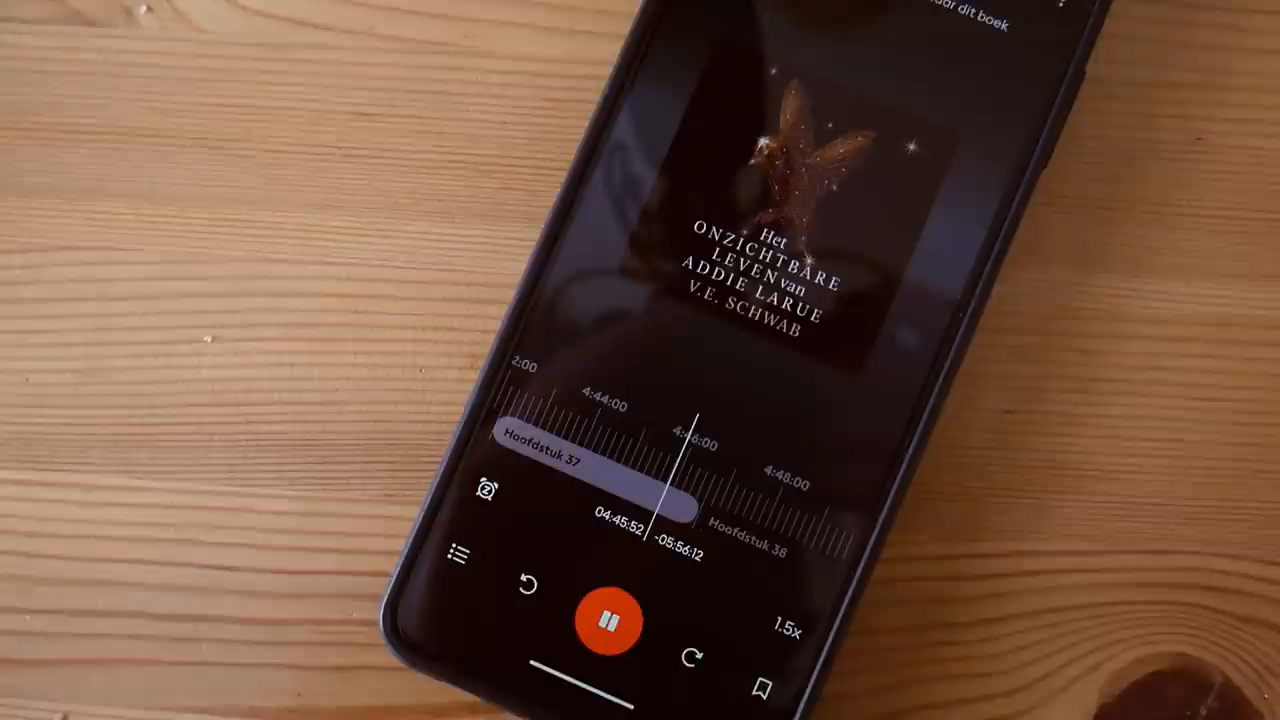 dit boek
Het
ONZICHTBARE
LEVEN van
ADDIE LARUE
V.E. SCHWAB
2:00
4:44:00
4:46:00
4:48:00
Hoofdstuk 37
Hoofdstuk 38
04:45:52
-05:56:12
1.5x